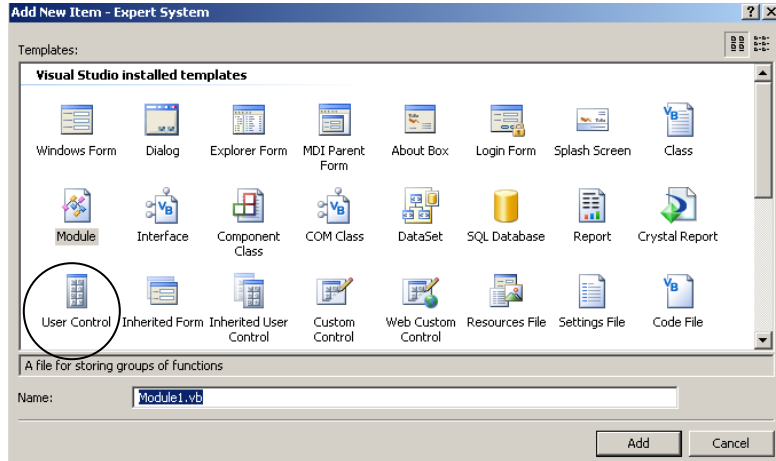 Add New Item - Expert System
Templates:
Visual Studio installed templates
Windows Form
Dialog
Explorer Form
MDI Parent Form
About Box
Login Form
Splash Screen
Class
Module
Interface
Component Class
COM Class
DataSet
SQL Database
Report
Crystal Report
User Control
Inherited Form
Inherited User Control
Custom Control
Web Custom Control
Resources File
Settings File
Code File
A file for storing groups of functions
Name:
Module1.vb
Add
Cancel